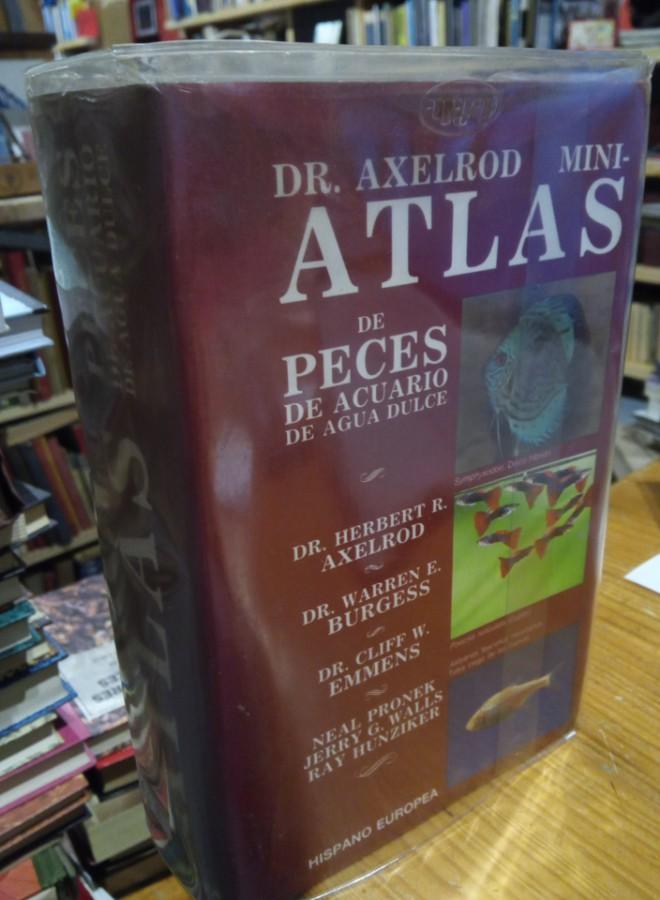 DR. AXELROD MINI-
ATLAS
DE
PECES
DE ACUARIO
DE AGUA DULCE
DR. HERBERT R.
AXELROD
DR. WARREN E.
BURGESS
DR. CLIFF W.
EMMENS
NEAL PRONEK
JERRY G. WALLS
RAY HUNZIKER
HISPANO EUROPEA